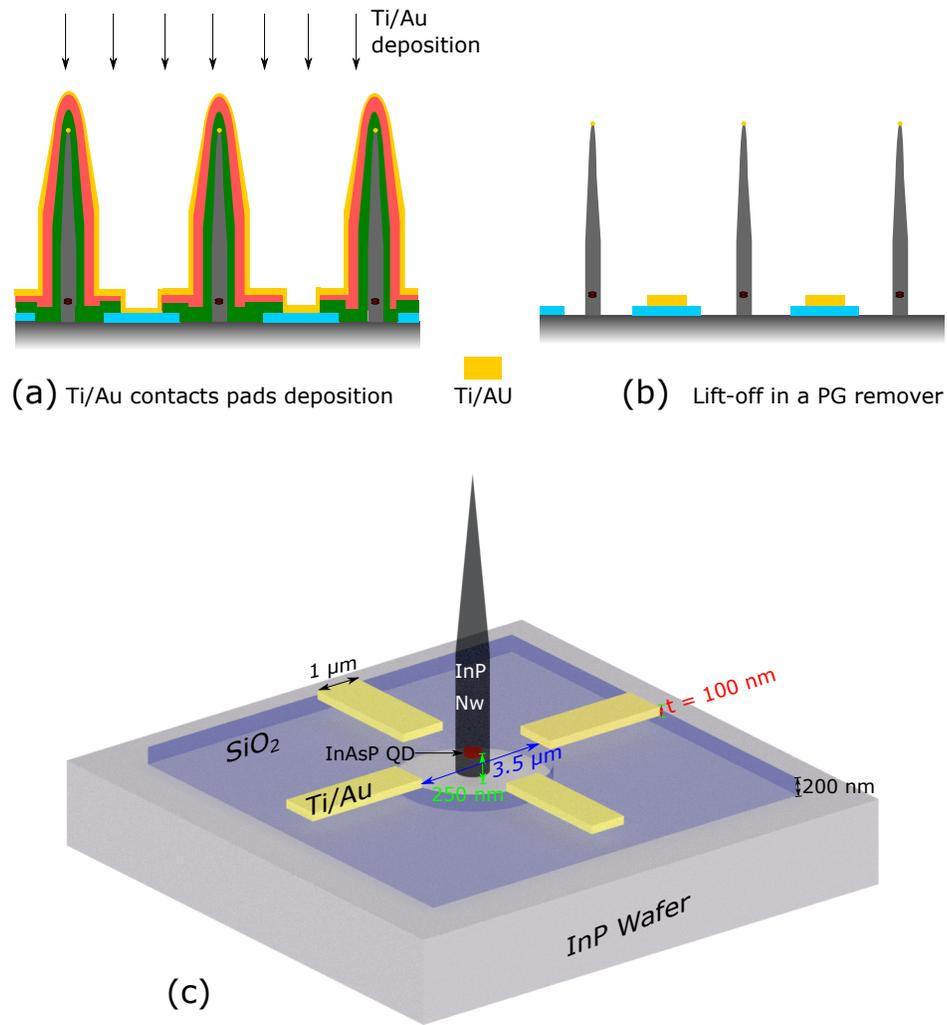 Ti/Au
deposition
(a) Ti/Au contacts pads deposition
Ti/AU
(b) Lift-off in a PG remover
1 μm
InP
Nw
t = 100 nm
SiO2
InAsP QD
3.5 μm
Ti/Au
250 nm
200 nm
InP Wafer
(c)